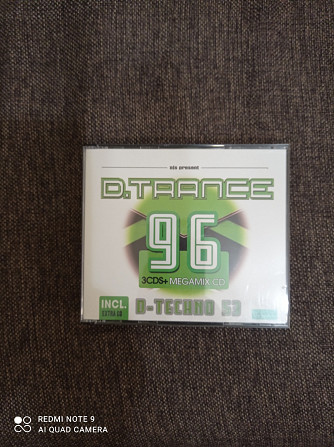 D.TRANCE
96
3CDS+ MEGAMIX CD
INCL.
D-TECHNO 53
REDMI NOTE 9
AI QUAD CAMERA